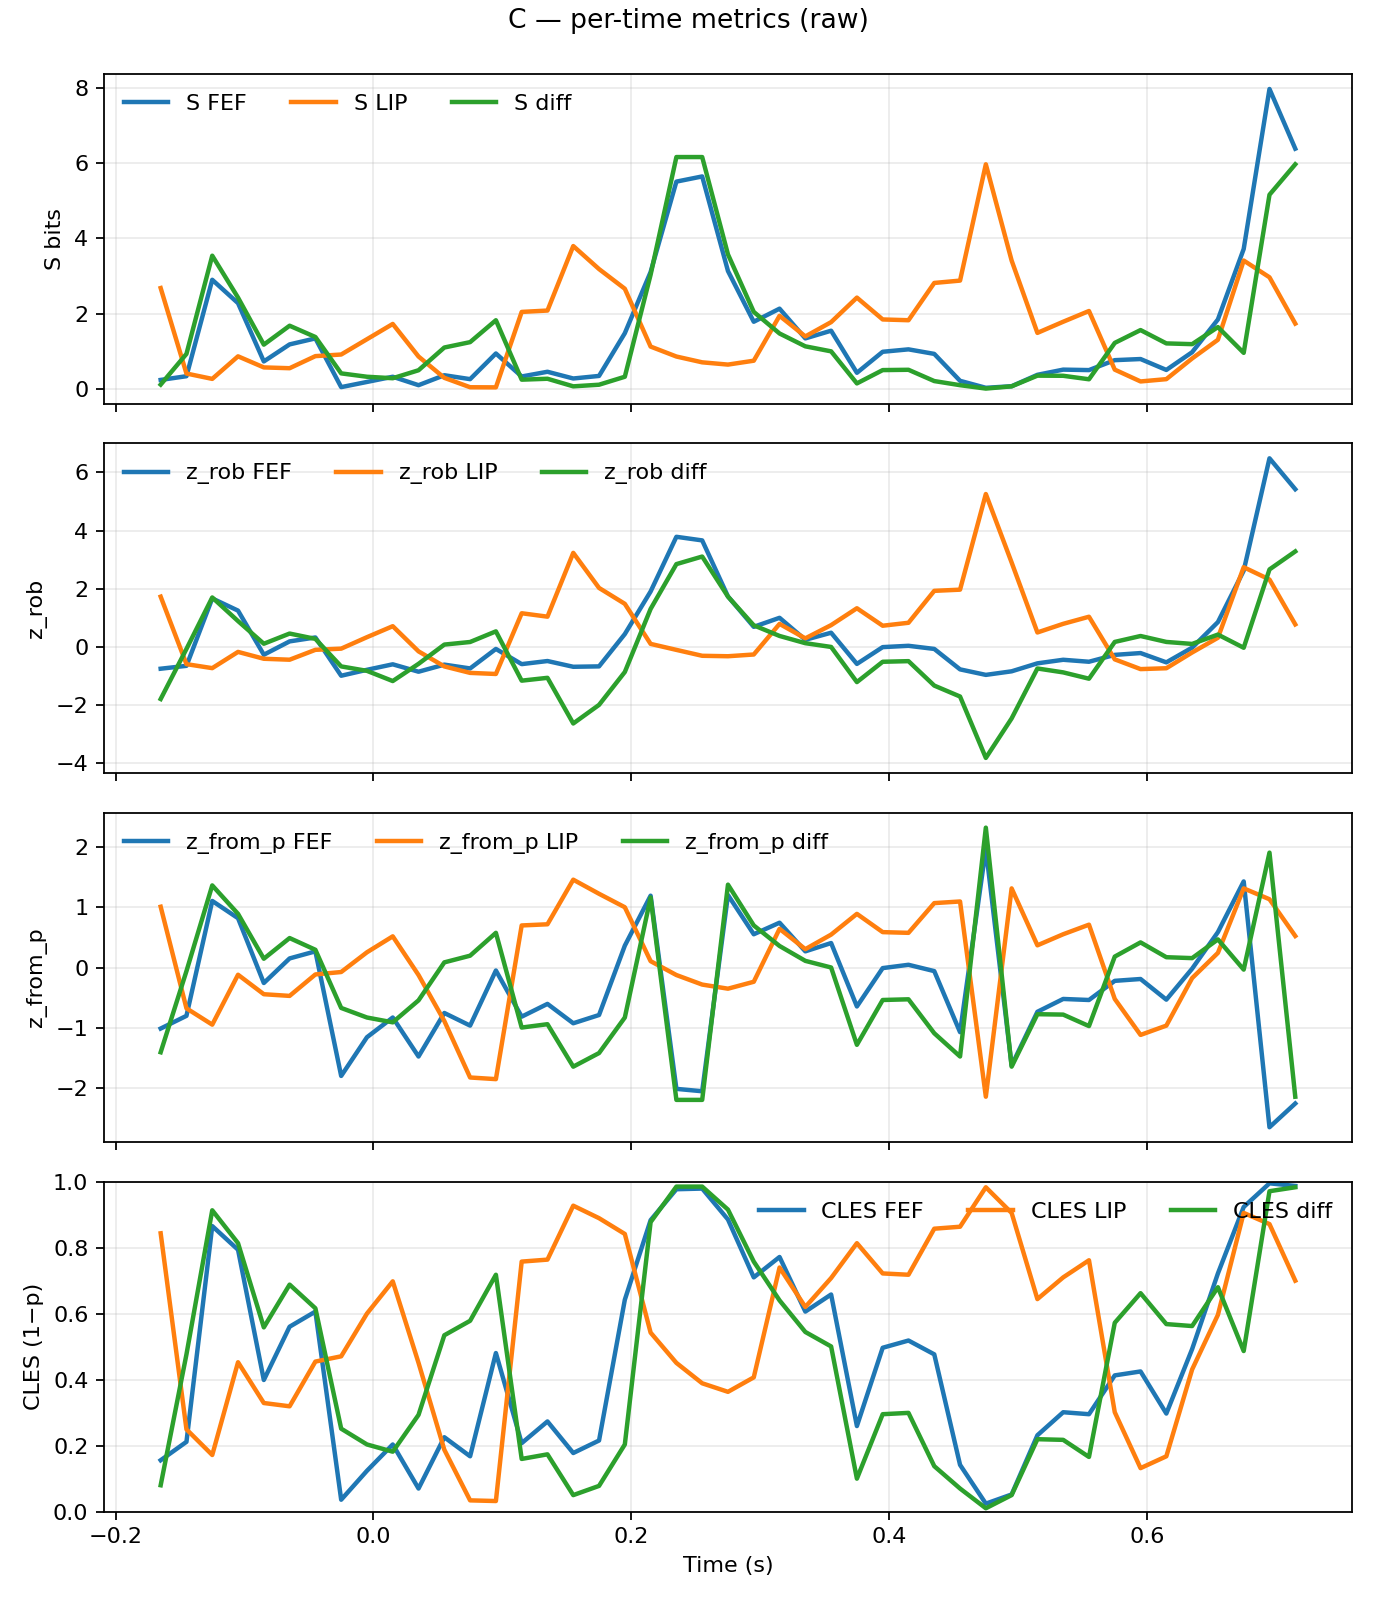 C — per-time metrics (raw)
S FEF S LIP S diff
8
6
4
2
0
S bits
z_rob FEF z_rob LIP z_rob diff
6
4
2
0
−2
−4
z_rob
z_from_p FEF z_from_p LIP z_from_p diff
2
1
0
−1
−2
z_from_p
CLES FEF CLES LIP CLES diff
1.0
0.8
0.6
0.4
0.2
0.0
CLES (1−p)
−0.2 0.0 0.2 0.4 0.6
Time (s)